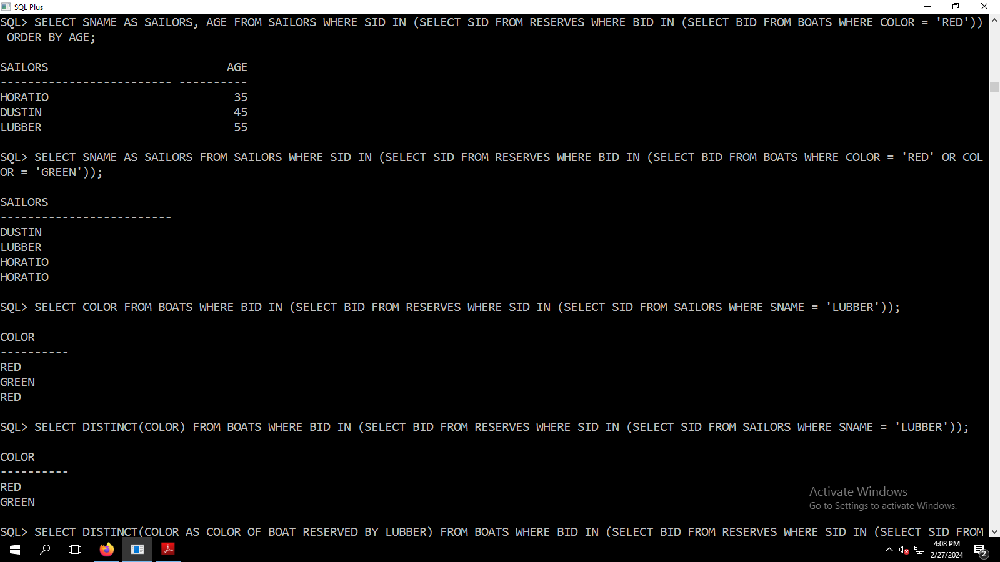 SQL Plus
SQL> SELECT SNAME AS SAILORS, AGE FROM SAILORS WHERE SID IN (SELECT SID FROM RESERVES WHERE BID IN (SELECT BID FROM BOATS WHERE COLOR = 'RED'))
 ORDER BY AGE;
SAILORS                          AGE
------------------------- ----------
HORATIO                           35
DUSTIN                            45
LUBBER                            55
SQL> SELECT SNAME AS SAILORS FROM SAILORS WHERE SID IN (SELECT SID FROM RESERVES WHERE BID IN (SELECT BID FROM BOATS WHERE COLOR = 'RED' OR COL
OR = 'GREEN'));
SAILORS
-------------------------
DUSTIN
LUBBER
HORATIO
HORATIO
SQL> SELECT COLOR FROM BOATS WHERE BID IN (SELECT BID FROM RESERVES WHERE SID IN (SELECT SID FROM SAILORS WHERE SNAME = 'LUBBER'));
COLOR
----------
RED
GREEN
RED
SQL> SELECT DISTINCT(COLOR) FROM BOATS WHERE BID IN (SELECT BID FROM RESERVES WHERE SID IN (SELECT SID FROM SAILORS WHERE SNAME = 'LUBBER'));
COLOR
----------
RED
GREEN
Activate Windows
Go to Settings to activate Windows.
SQL> SELECT DISTINCT(COLOR AS COLOR OF BOAT RESERVED BY LUBBER) FROM BOATS WHERE BID IN (SELECT BID FROM RESERVES WHERE SID IN (SELECT SID FROM
4:08 PM
2/27/2024
2